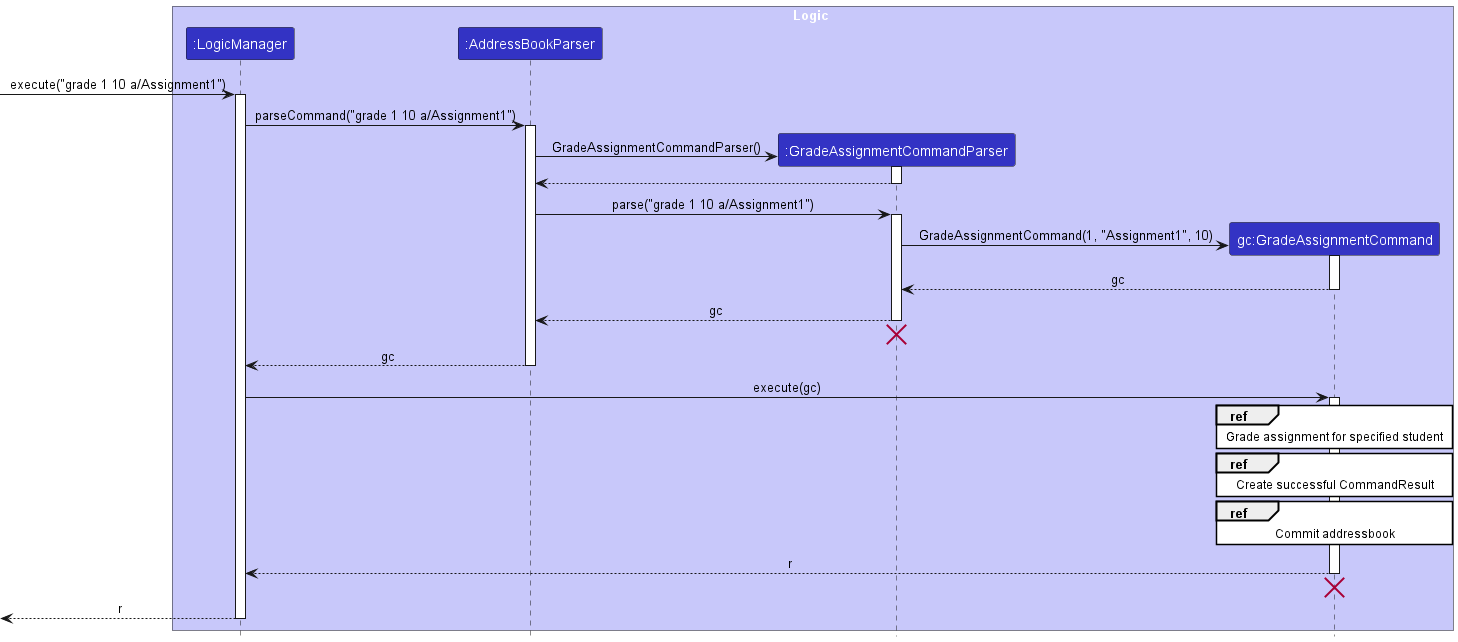 Logic
:LogicManager
:AddressBookParser
execute("grade 1 10 a/Assignment1")
parseCommand("grade 1 10 a/Assignment1")
GradeAssignmentCommandParser()
:GradeAssignmentCommandParser
parse("grade 1 10 a/Assignment1")
GradeAssignmentCommand(1, "Assignment1", 10)
gc:GradeAssignmentCommand
gc
gc
gc
execute(gc)
ref
Grade assignment for specified student
ref
Create successful CommandResult
ref
Commit addressbook
r
r